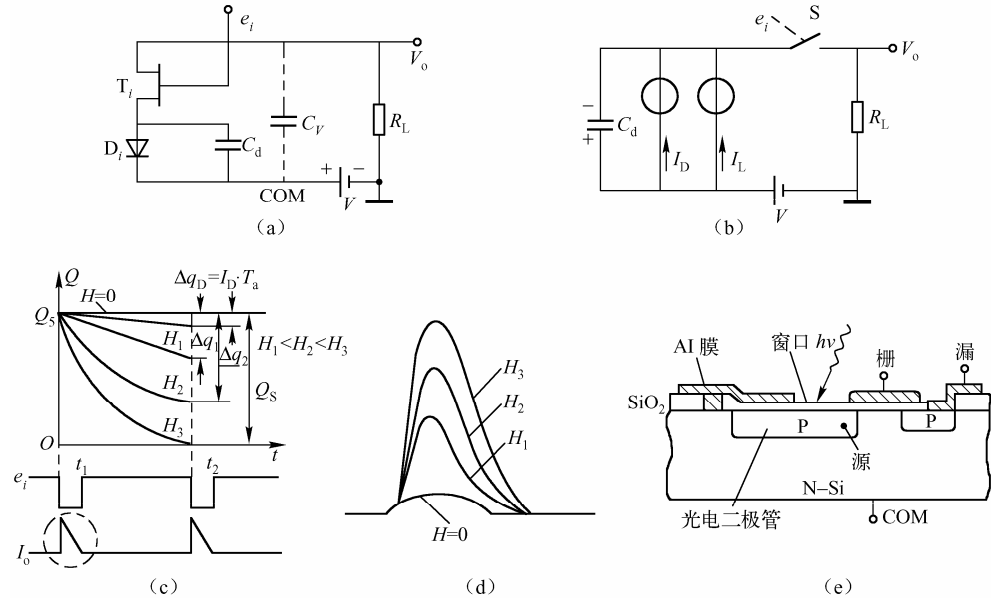 e_i
V_o
T_i
D_i
C_d
C_V
R_L
+
−
COM
V
(a)
e_i
S
V_o
−
C_d
+
I_D
I_L
R_L
V
(b)
Q
Δq_D=I_D·T_a
H=0
Q_5
H_1
Δq_1
Δq_2
H_1<H_2<H_3
H_2
Q_S
H_3
O
t
t_1
t_2
e_i
I_o
(c)
H_3
H_2
H_1
H=0
(d)
窗口 hν
AI 膜
栅
漏
SiO_2
P
P
源
N–Si
光电二极管
COM
(e)